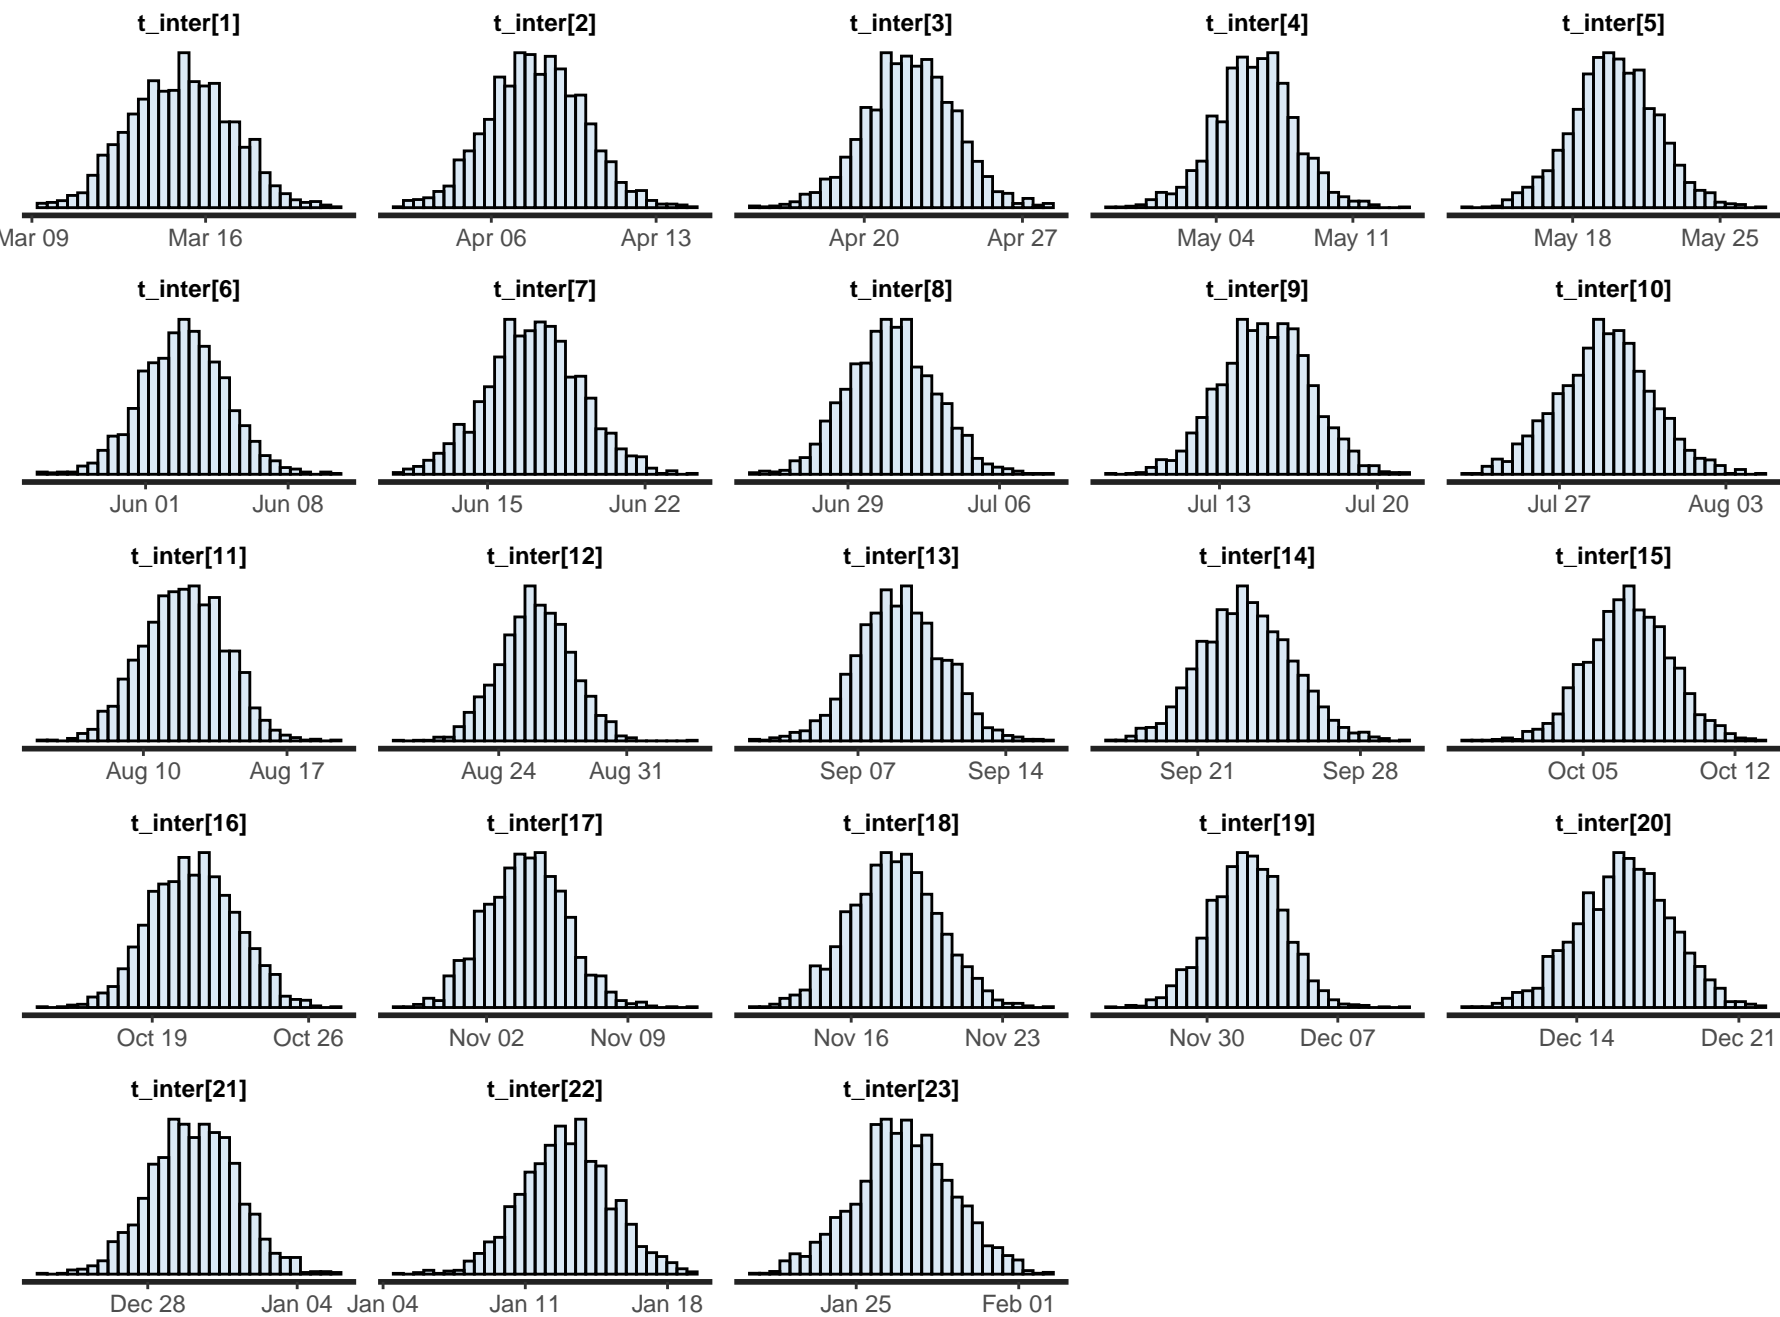 t_inter[1] t_inter[2] t_inter[3] t_inter[4] t_inter[5]
Mar 09 Mar 16 Apr 06 Apr 13 Apr 20 Apr 27 May 04 May 11 May 18 May 25
t_inter[6] t_inter[7] t_inter[8] t_inter[9] t_inter[10]
Jun 01 Jun 08 Jun 15 Jun 22 Jun 29 Jul 06 Jul 13 Jul 20 Jul 27 Aug 03
t_inter[11] t_inter[12] t_inter[13] t_inter[14] t_inter[15]
Aug 10 Aug 17 Aug 24 Aug 31 Sep 07 Sep 14 Sep 21 Sep 28 Oct 05 Oct 12
t_inter[16] t_inter[17] t_inter[18] t_inter[19] t_inter[20]
Oct 19 Oct 26 Nov 02 Nov 09 Nov 16 Nov 23 Nov 30 Dec 07 Dec 14 Dec 21
t_inter[21] t_inter[22] t_inter[23]
Dec 28 Jan 04 Jan 04 Jan 11 Jan 18 Jan 25 Feb 01